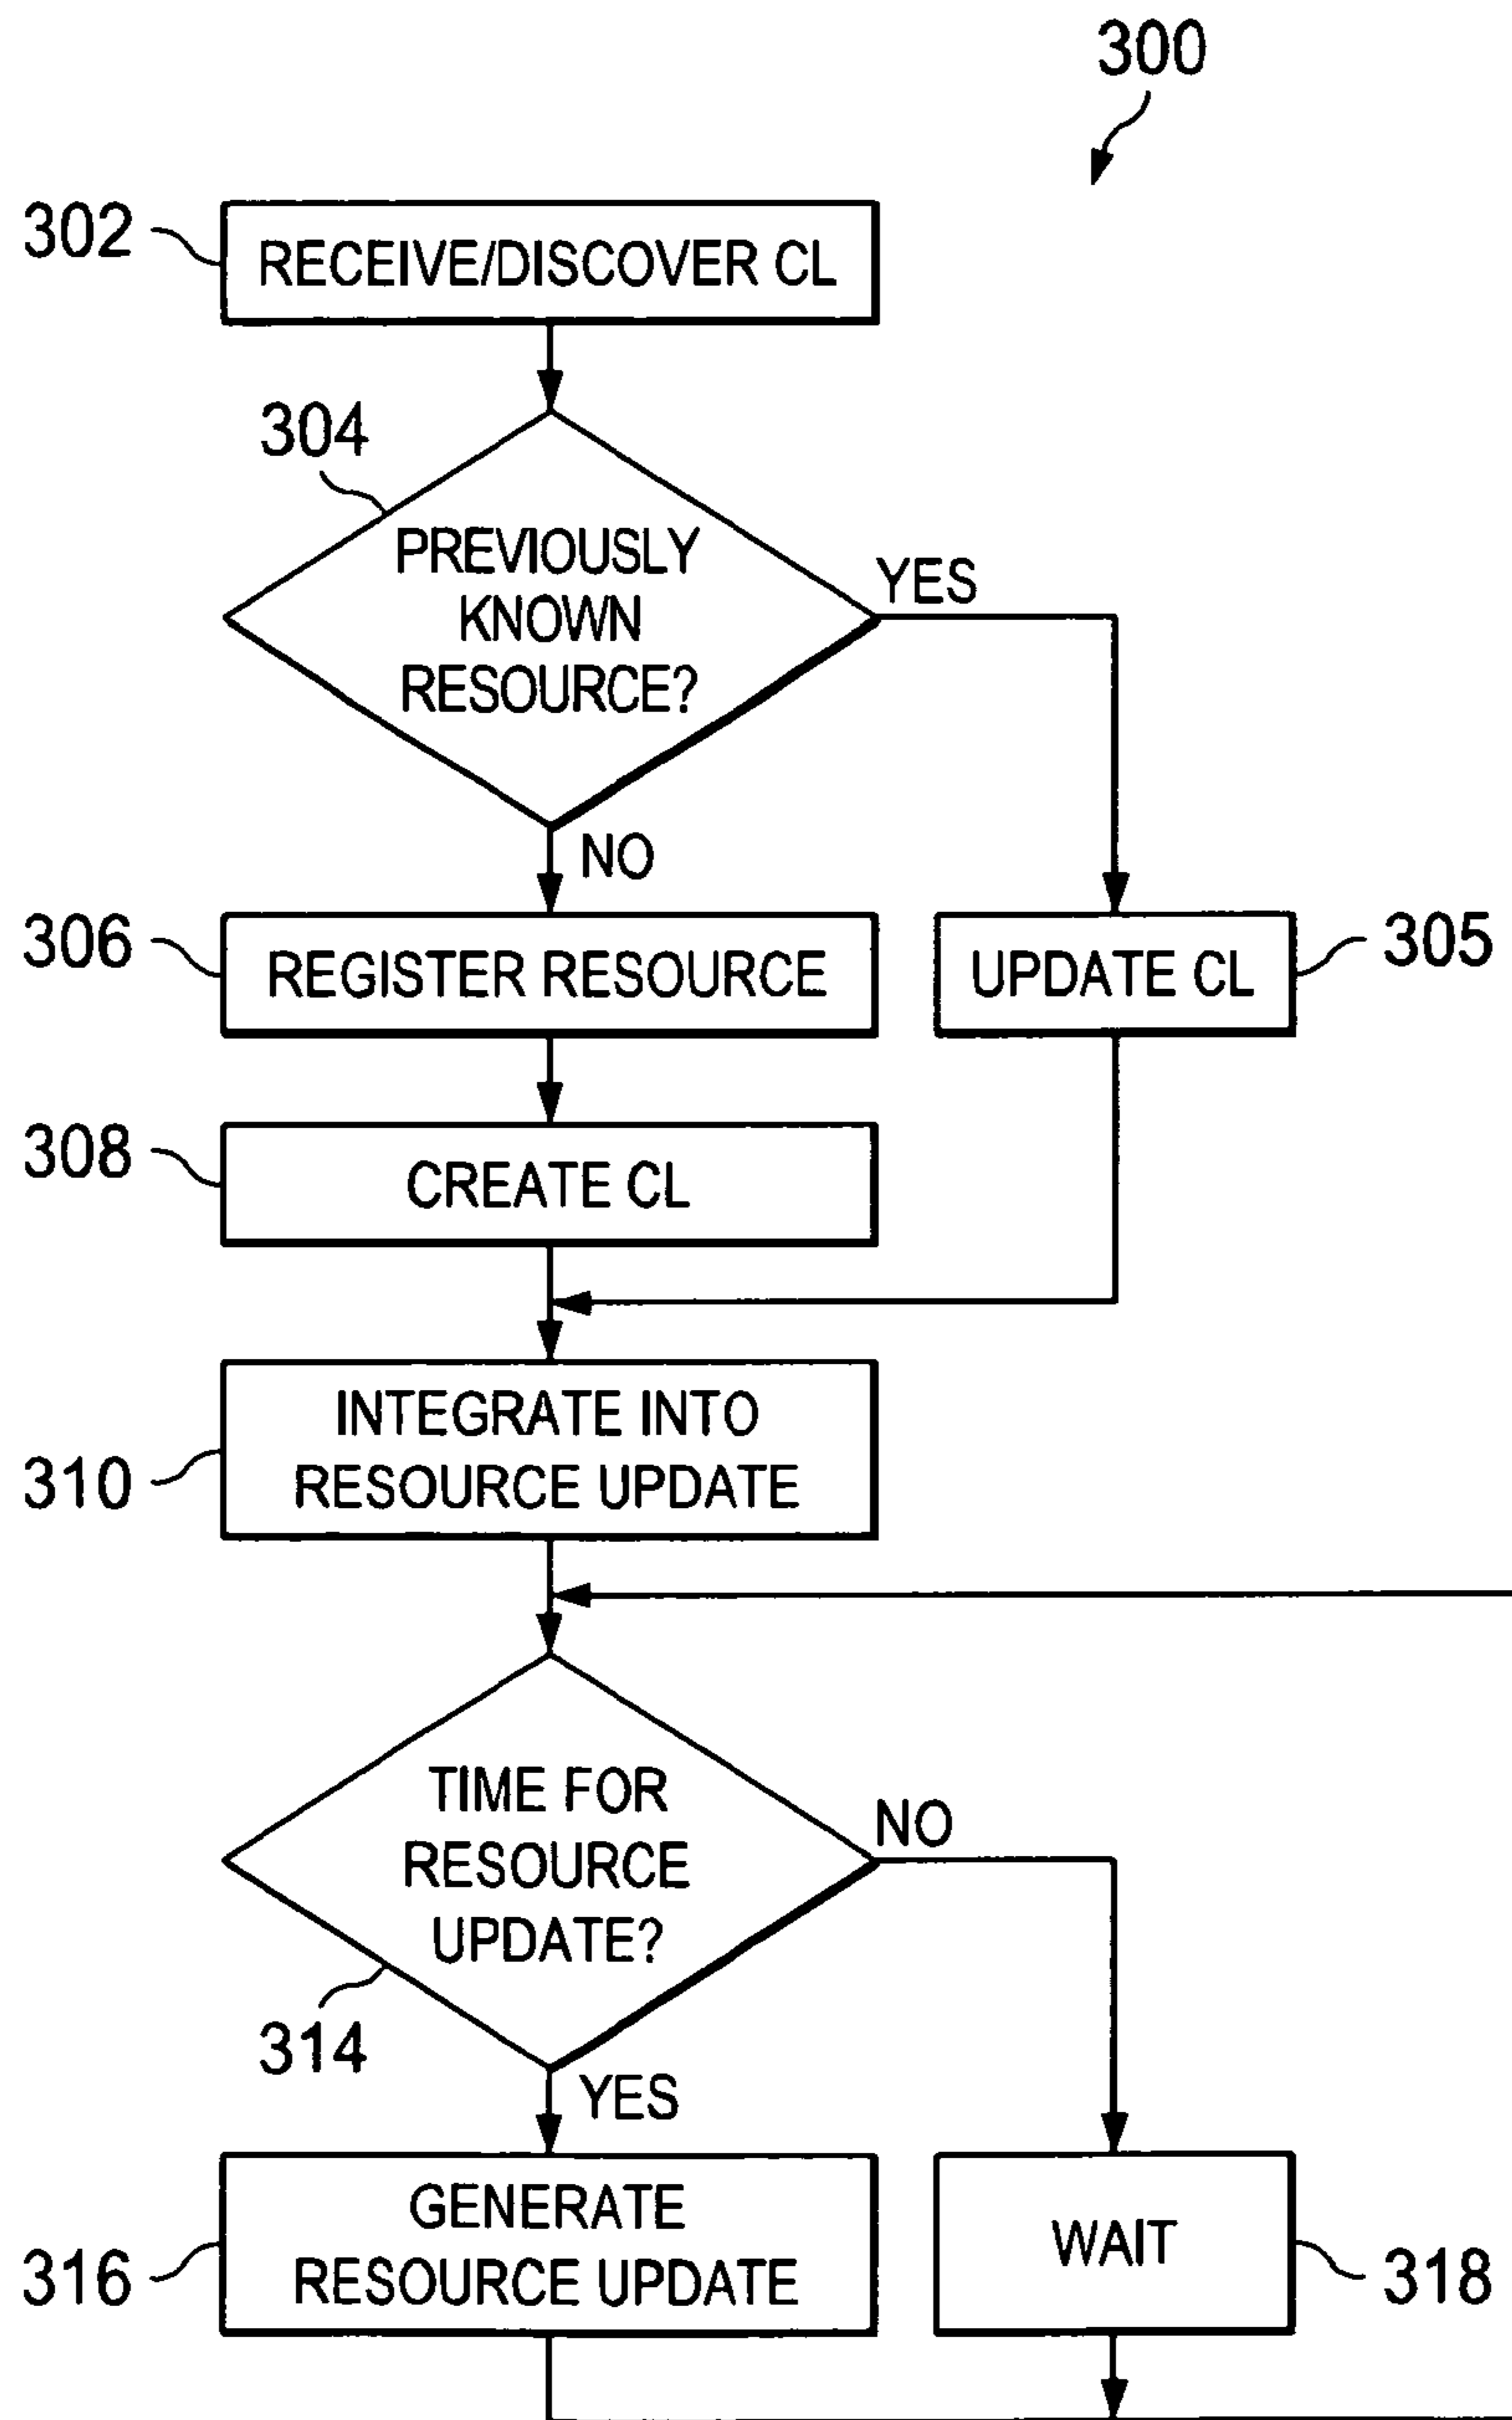 300
302
RECEIVE/DISCOVER CL
304
PREVIOUSLY
KNOWN
RESOURCE?
YES
NO
306
REGISTER RESOURCE
UPDATE CL
305
308
CREATE CL
310
INTEGRATE INTO
RESOURCE UPDATE
TIME FOR
RESOURCE
UPDATE?
NO
314
YES
316
GENERATE
RESOURCE UPDATE
WAIT
318